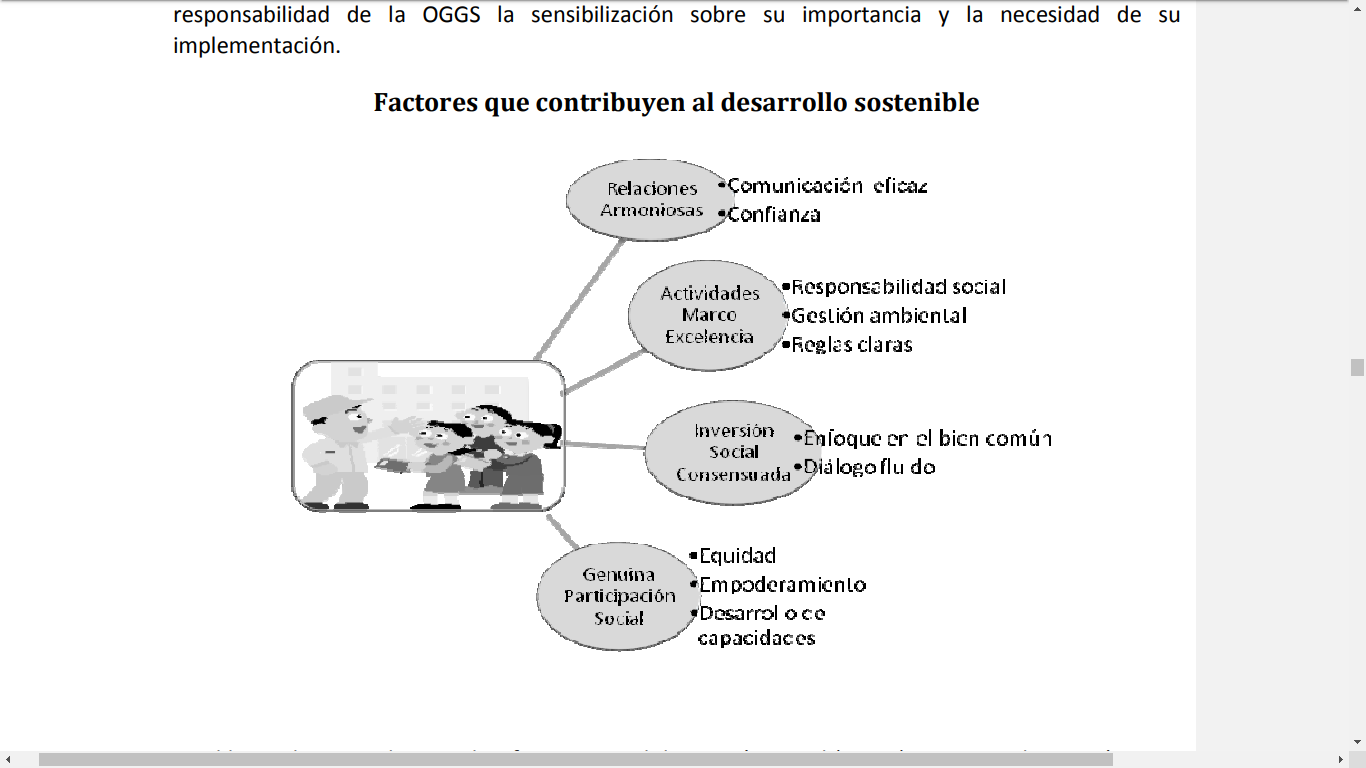 responsabilidad de la OGGS la sensibilización sobre su importancia y la necesidad de su
implementación.
Factores que contribuyen al desarrollo sostenible
Relaciones
Armoniosas
•Comunicación eficaz
•Confianza
Actividades
Marco
Excelencia
•Responsabilidad social
•Gestión ambiental
•Reglas claras
Inversión
Social
Consensuada
•Enfoque en el bien común
•Diálogo fluido
Genuina
Participación
Social
•Equidad
•Empoderamiento
•Desarrollo de
capacidades